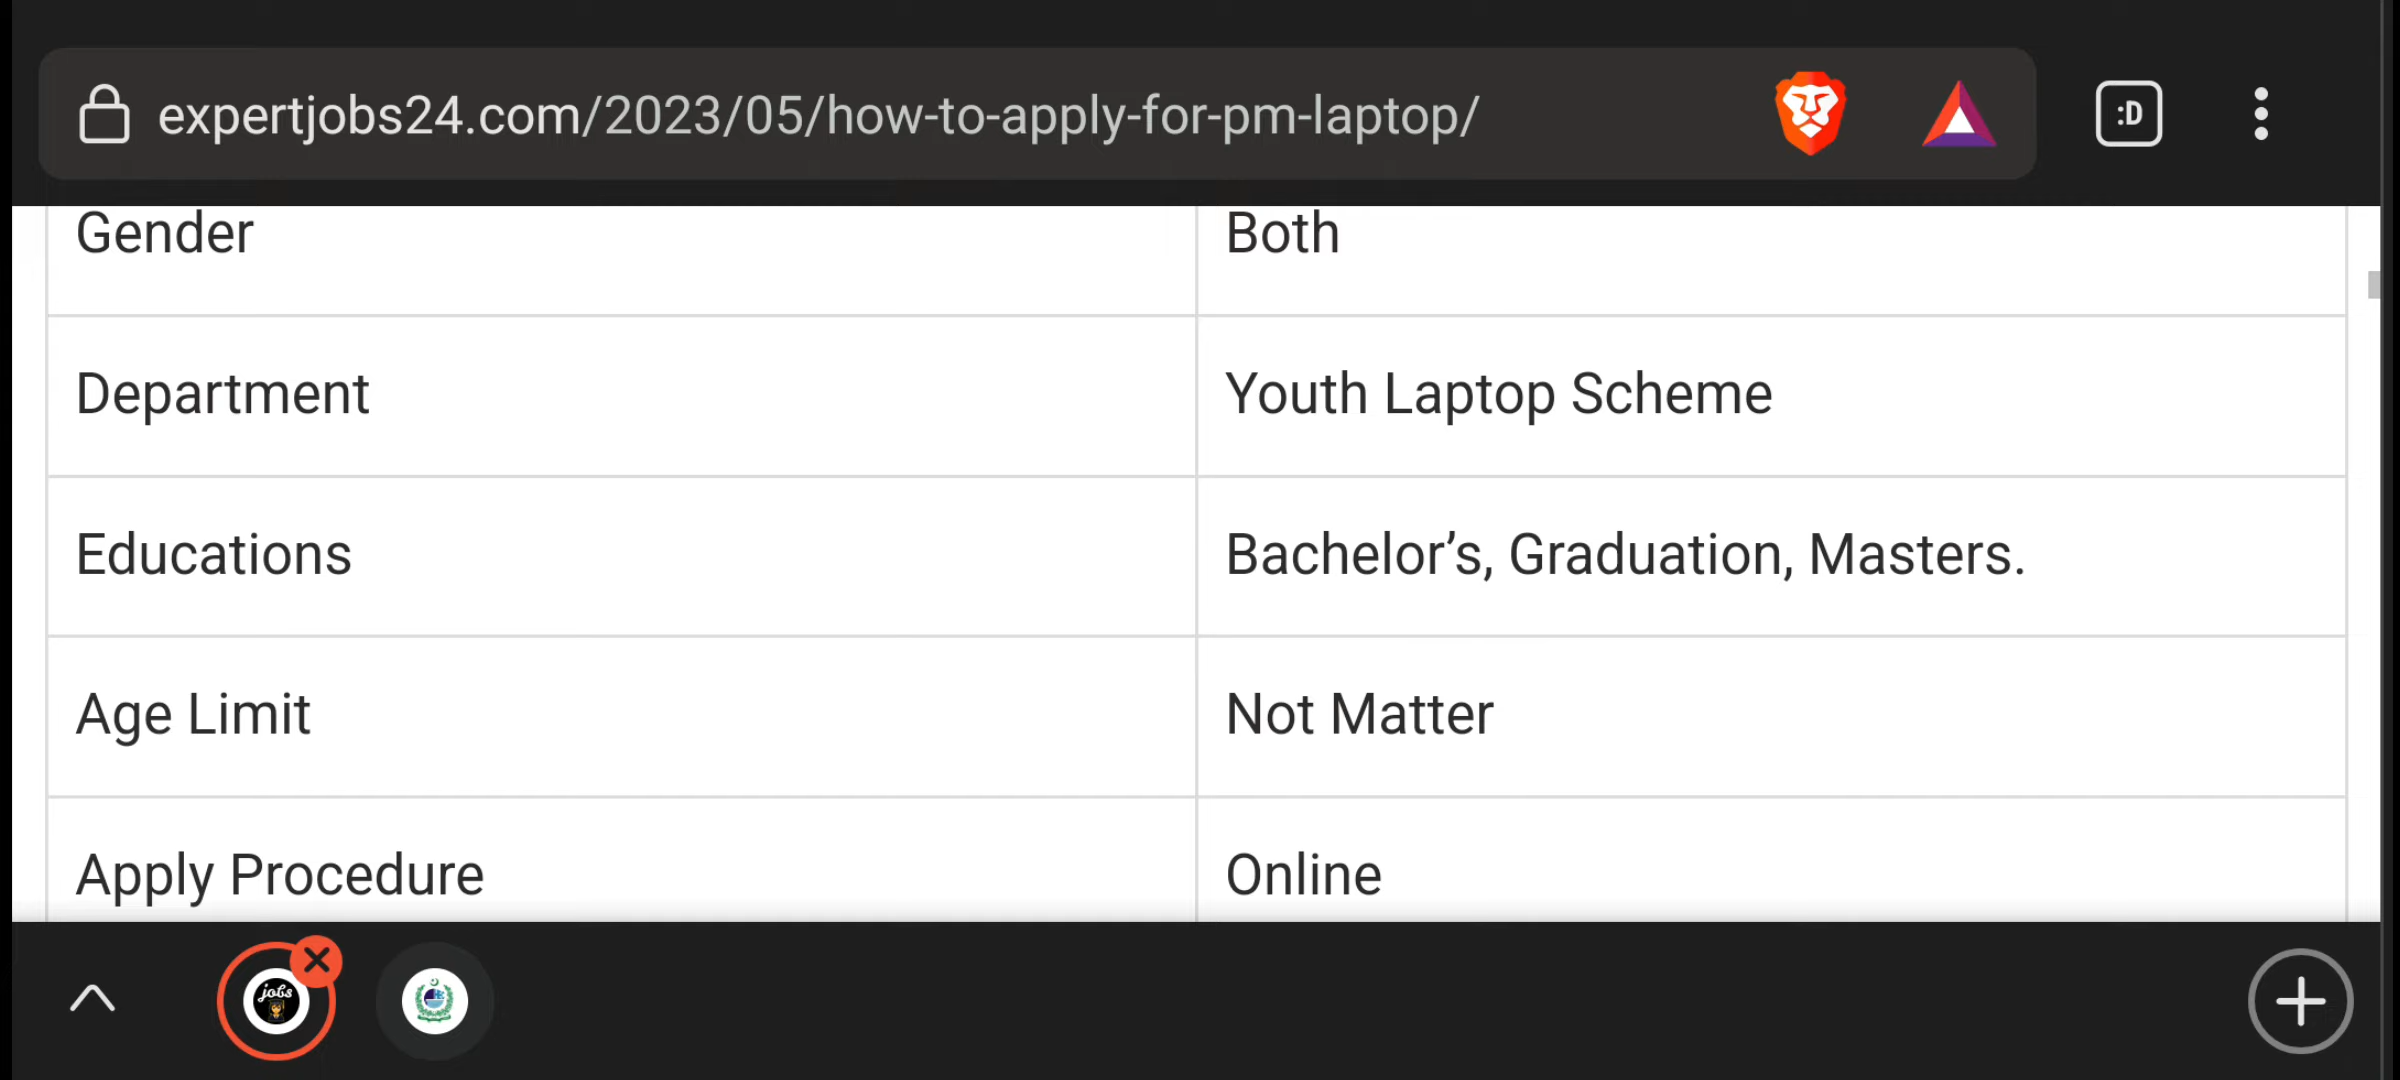 expertjobs24.com/2023/05/how-to-apply-for-pm-laptop/
:D
Gender Both
Department Youth Laptop Scheme
Educations Bachelor’s, Graduation, Masters.
Age Limit Not Matter
Apply Procedure Online
jobs